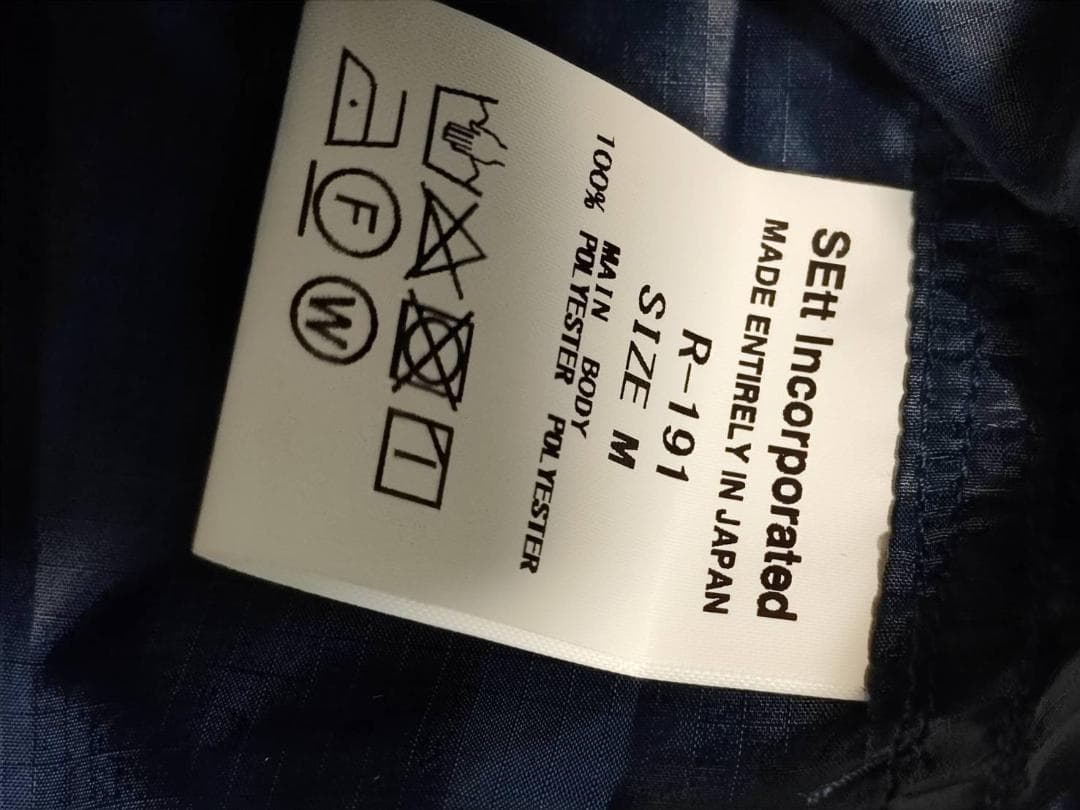 SEtt Incorporated
MADE ENTIRELY IN JAPAN
R-191
SIZE M
MAIN BODY
100% POLYESTER POLYESTER
F
W